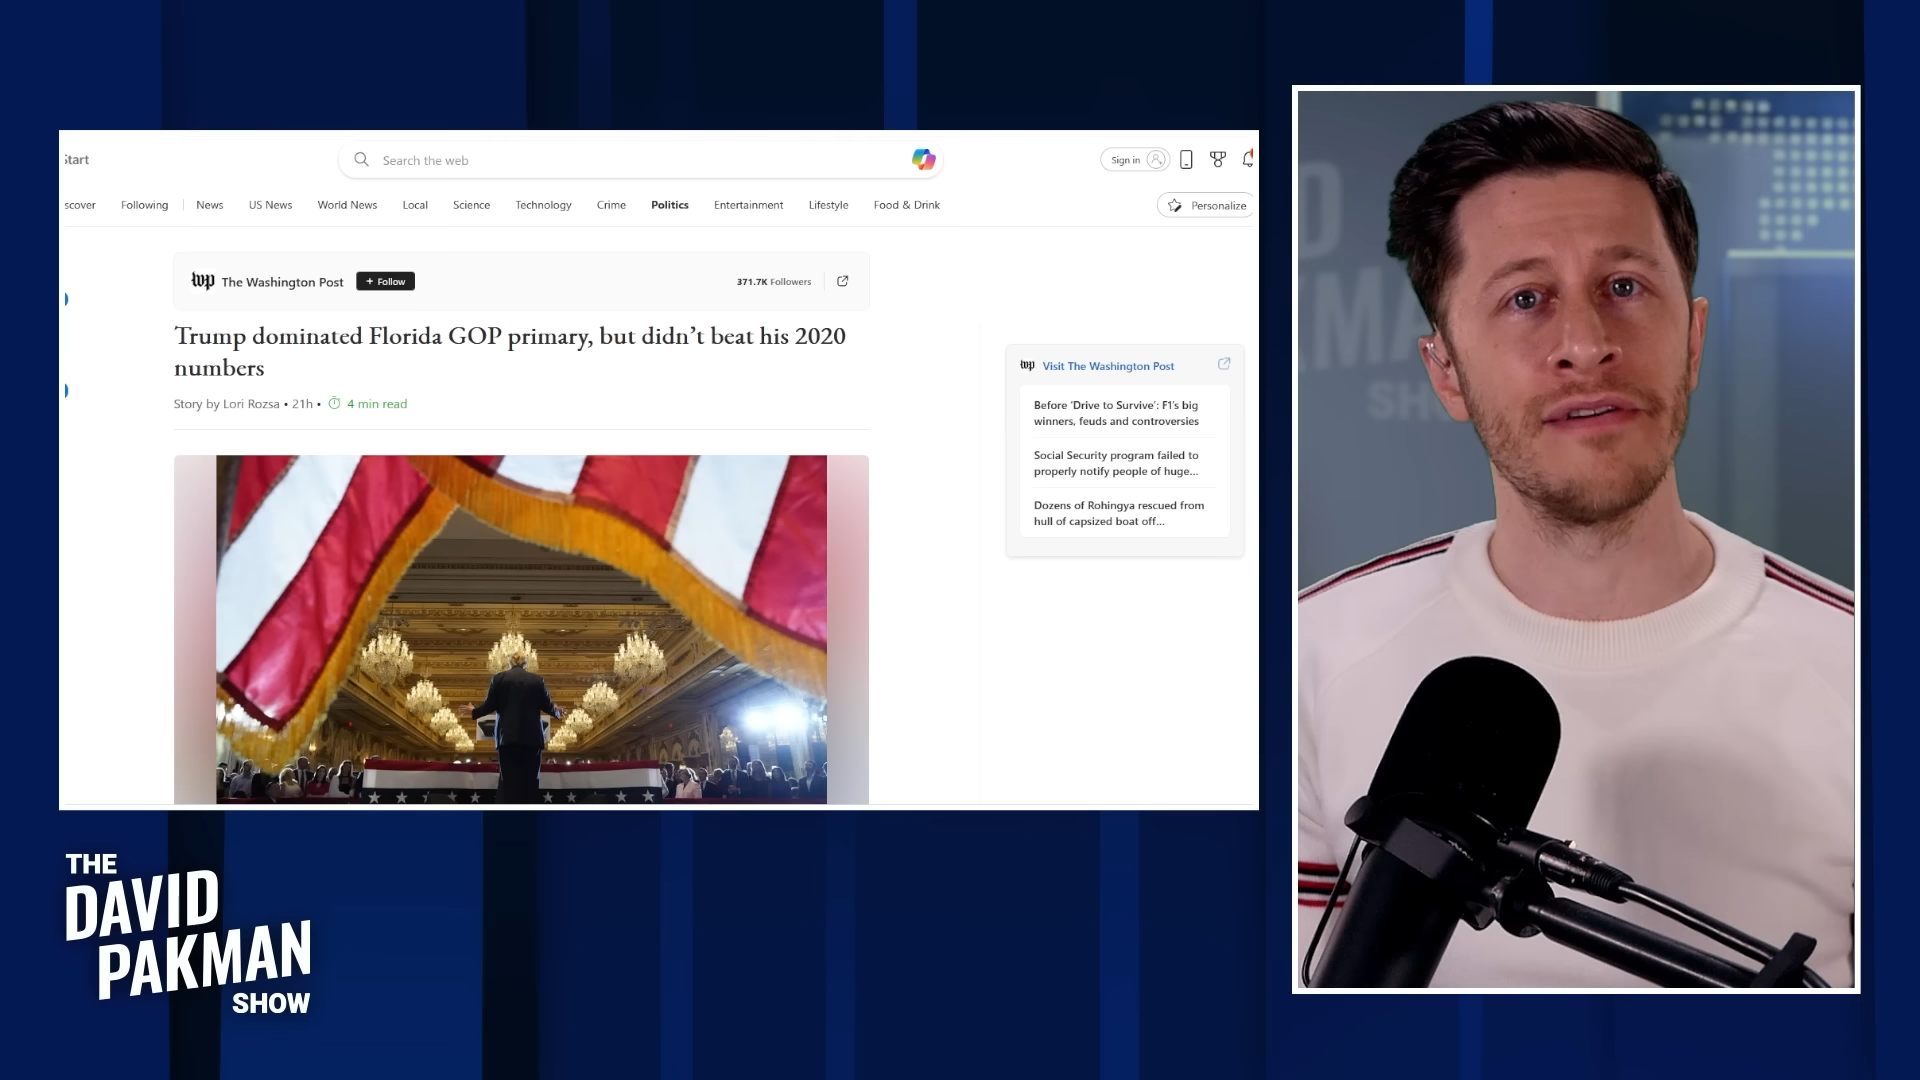 Start
Search the web
Sign in
scover
Following
News
US News
World News
Local
Science
Technology
Crime
Politics
Entertainment
Lifestyle
Food & Drink
Personalize
wp The Washington Post
+ Follow
371.7K Followers
Trump dominated Florida GOP primary, but didn’t beat his 2020
numbers
Story by Lori Rozsa • 21h • 4 min read
wp Visit The Washington Post
Before ‘Drive to Survive’: F1’s big
winners, feuds and controversies
Social Security program failed to
properly notify people of huge...
Dozens of Rohingya rescued from
hull of capsized boat off...
THE
DAVID
PAKMAN
SHOW